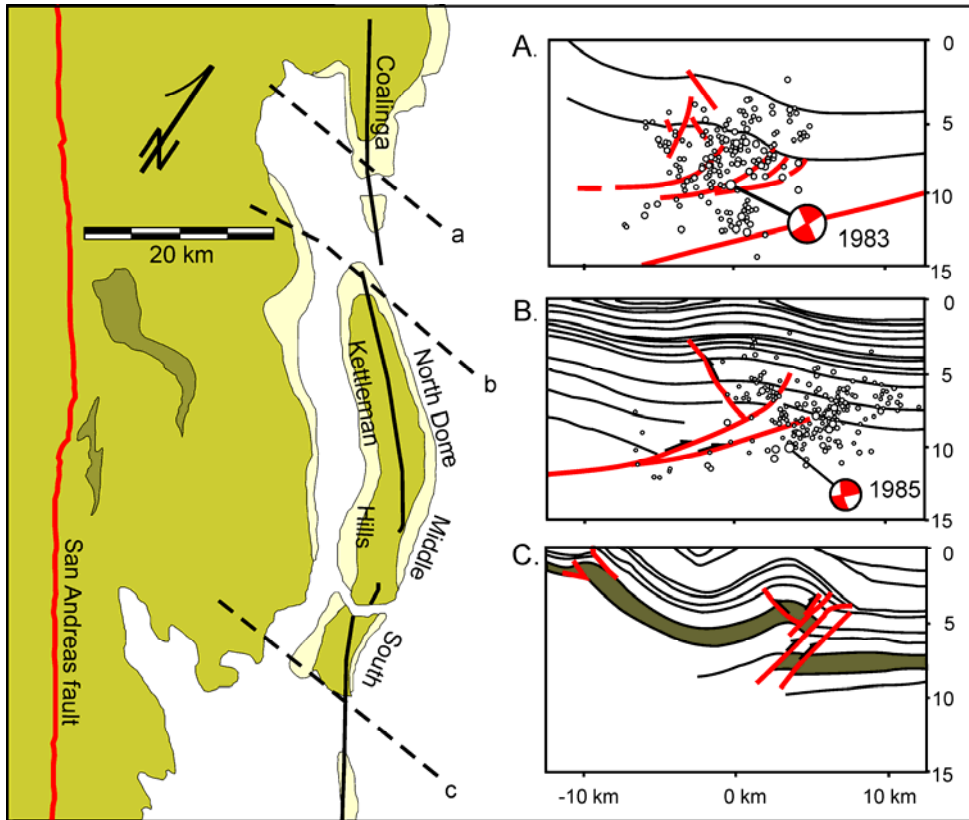 Coalinga
a
20 km
b
Kettleman
Hills
North Dome
Middle
South
San Andreas fault
c
A.
0
5
10
15
1983
B.
0
5
10
15
1985
C.
0
5
10
-10 km
0 km
10 km